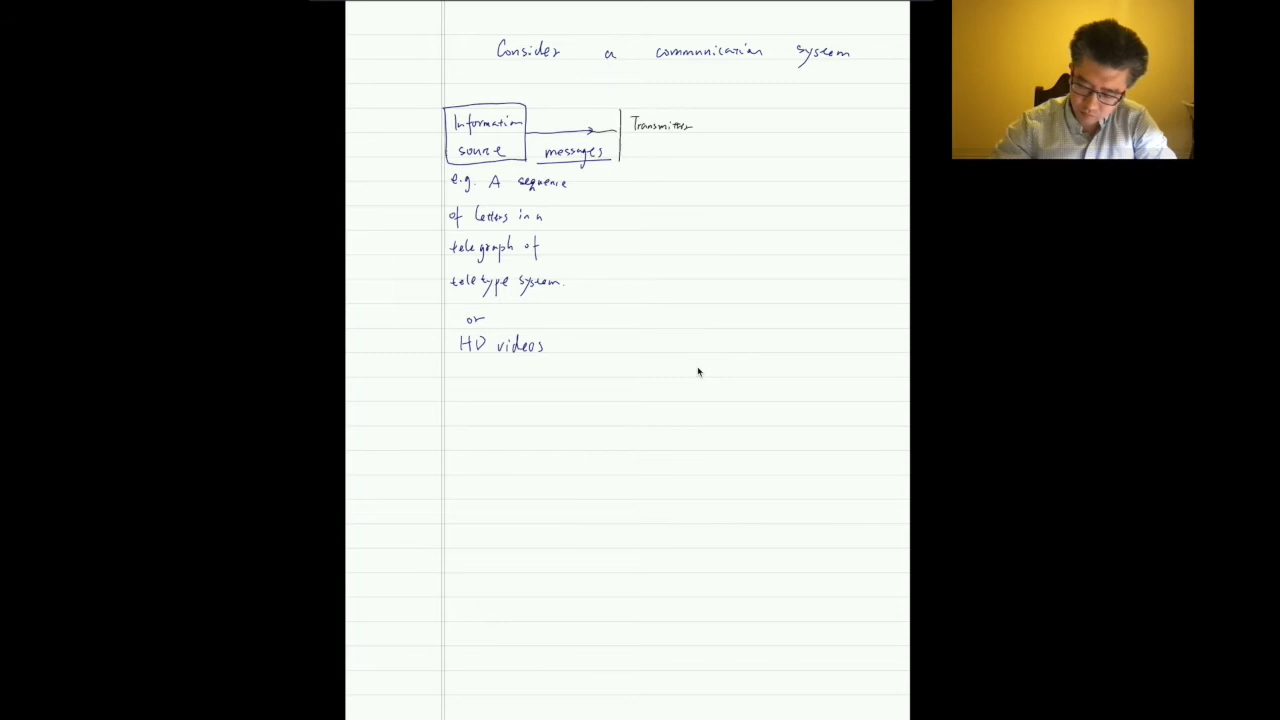 Consider a communication system
Information
source
messages
Transmitter
e.g. A sequence
of letters in a
telegraph of
teletype system.
or
HD videos